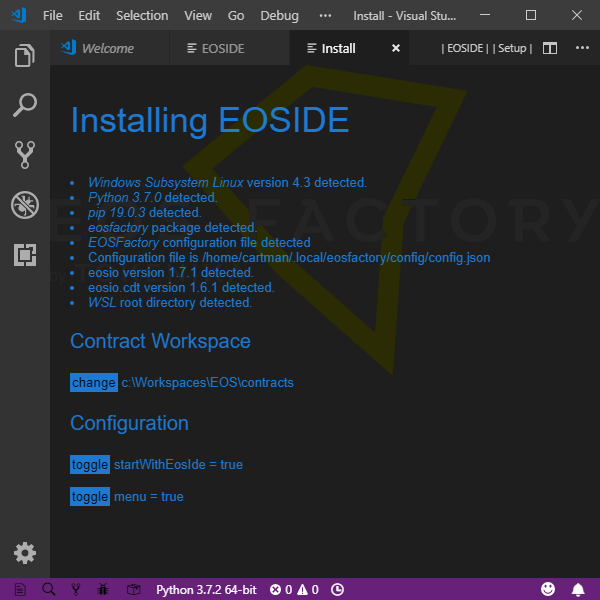 File Edit Selection View Go Debug ··· Install - Visual Stu...
Welcome EOSIDE Install | EOSIDE | | Setup | ···
Installing EOSIDE
• Windows Subsystem Linux version 4.3 detected.
• Python 3.7.0 detected.
• pip 19.0.3 detected.
• eosfactory package detected.
• EOSFactory configuration file detected
• Configuration file is /home/cartman/.local/eosfactory/config/config.json
• eosio version 1.7.1 detected.
• eosio.cdt version 1.6.1 detected.
• WSL root directory detected.
FACTORY
by
Contract Workspace
change c:\Workspaces\EOS\contracts
Configuration
toggle startWithEosIde = true
toggle menu = true
Python 3.7.2 64-bit 0 0